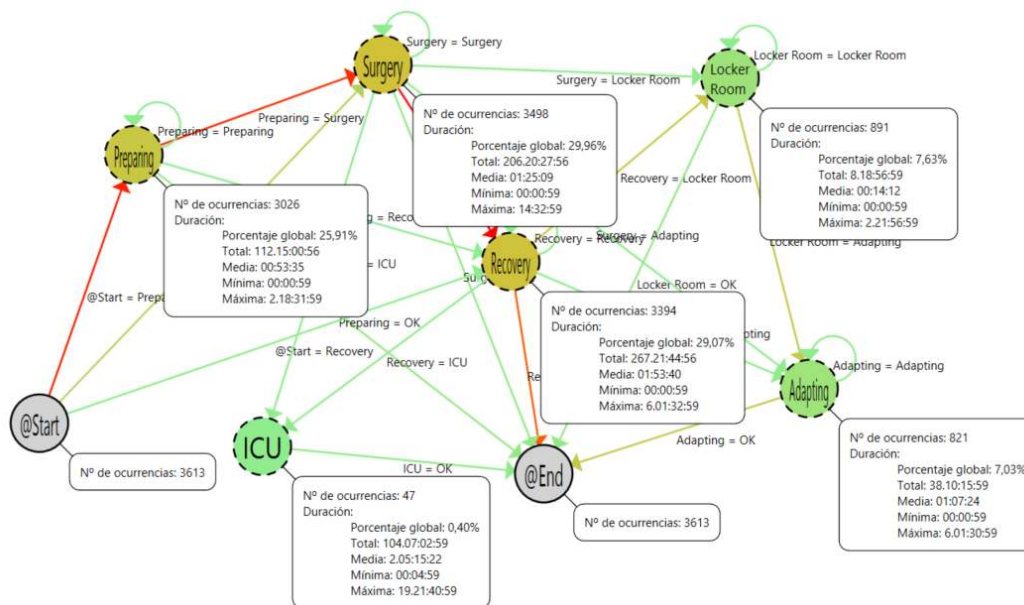 Surgery = Surgery
Locker Room = Locker Room
Surgery
Surgery = Locker Room
Locker
Room
Nº de ocurrencias: 3498
Duración:
Porcentaje global: 29,96%
Total: 206.20:27:56
Media: 01:25:09
Mínima: 00:00:59
Máxima: 14:32:59
Preparing = Surgery
Preparing = Preparing
Preparing
Nº de ocurrencias: 891
Duración:
Porcentaje global: 7,63%
Total: 8.18:56:59
Media: 00:14:12
Mínima: 00:00:59
Máxima: 2.21:56:59
Recovery = Locker Room
Nº de ocurrencias: 3026
Duración:
Porcentaje global: 25,91%
Total: 112.15:00:56
Media: 00:53:35
Mínima: 00:00:59
Máxima: 2.18:31:59
= ICU
Recovery = Recovery
Surgery = Adapting
Locker Room = Adapting
Recovery
Locker Room = OK
@Start = Prep
Preparing = OK
@Start = Recovery
Recovery = ICU
Nº de ocurrencias: 3394
Duración:
Porcentaje global: 29,07%
Total: 267.21:44:56
Media: 01:53:40
Mínima: 00:00:59
Máxima: 6.01:32:59
Adapting = Adapting
Adapting
@Start
Nº de ocurrencias: 3613
ICU
ICU = OK
Adapting = OK
@End
Nº de ocurrencias: 3613
Nº de ocurrencias: 821
Duración:
Porcentaje global: 7,03%
Total: 38.10:15:59
Media: 01:07:24
Mínima: 00:00:59
Máxima: 6.01:30:59
Nº de ocurrencias: 47
Duración:
Porcentaje global: 0,40%
Total: 104.07:02:59
Media: 2.05:15:22
Mínima: 00:04:59
Máxima: 19.21:40:59